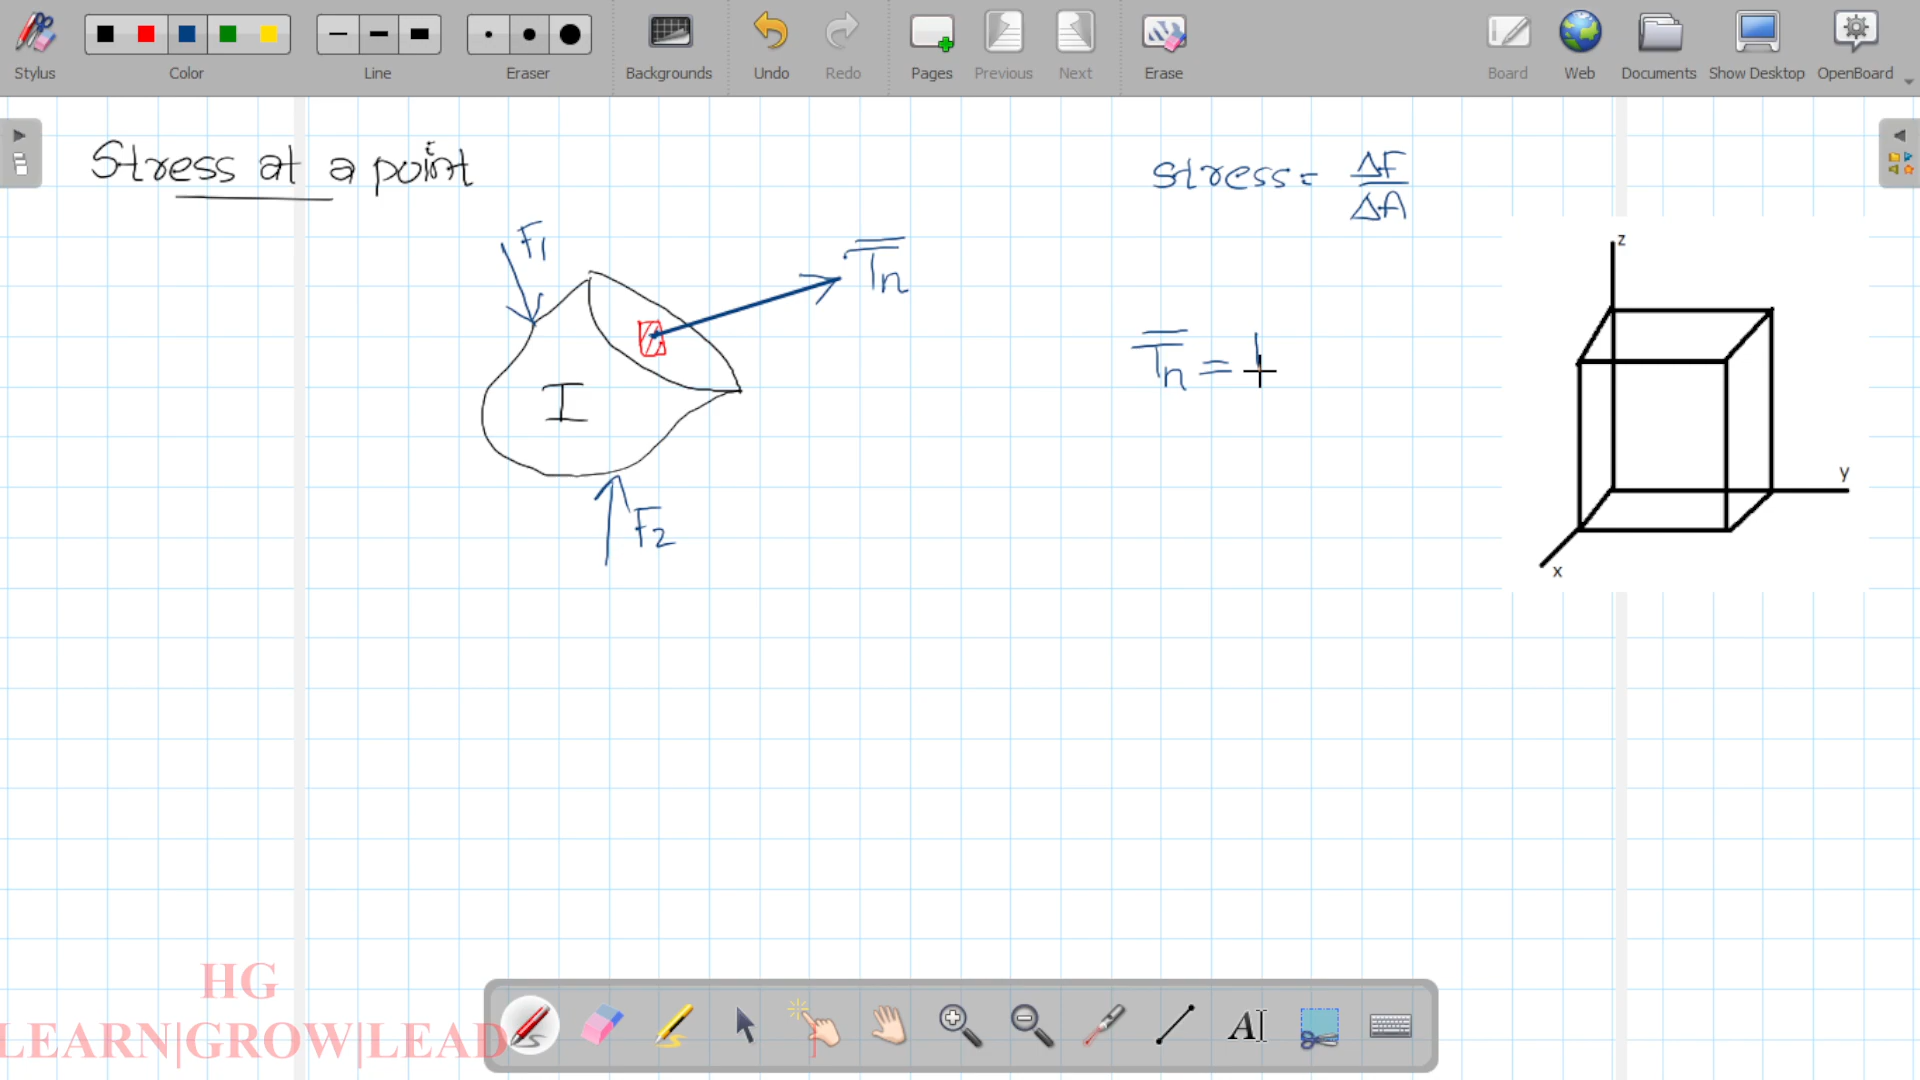 Stylus
Color
Line
Eraser
Backgrounds
Undo
Redo
Pages
Previous
Next
Erase
Board
Web
Documents
Show Desktop
OpenBoard
Stress at a point
stress = ΔF/ΔA
F1
Tn
I
F2
Tn = l
z
y
x
HG
LEARN|GROW|LEAD
A